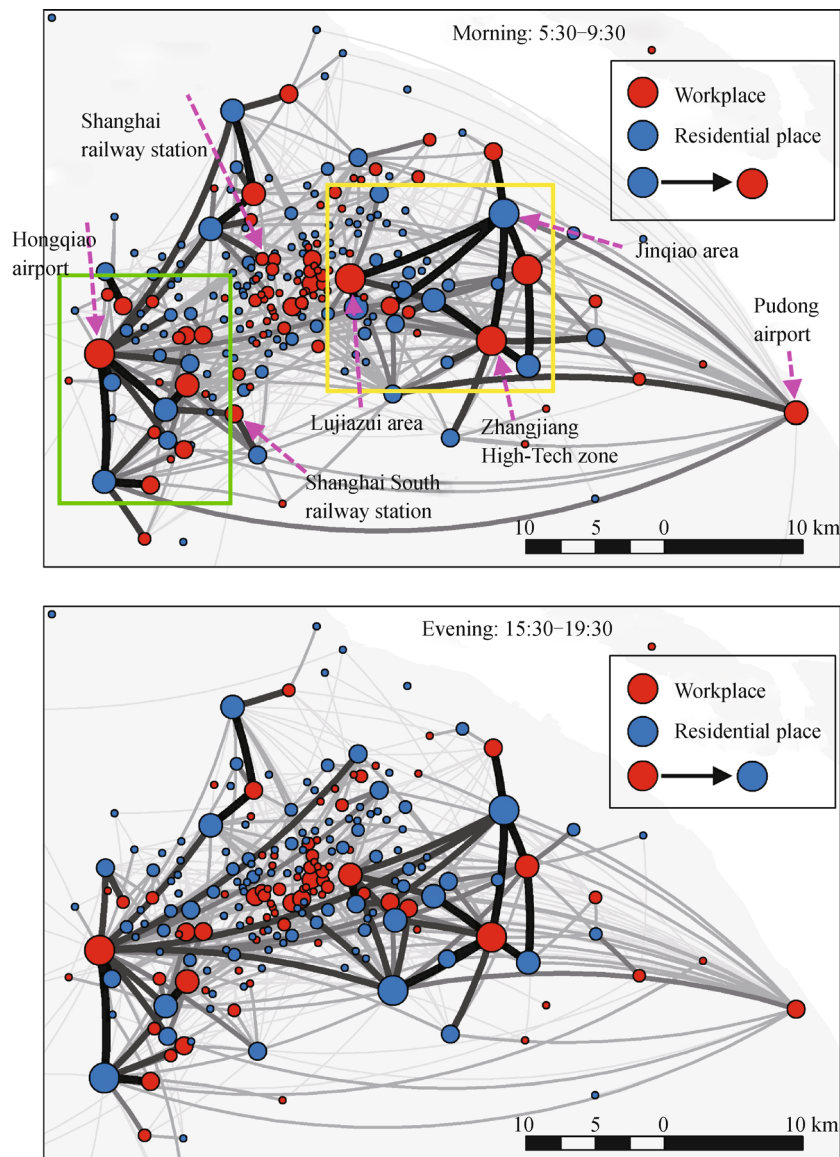 Morning: 5:30−9:30
Workplace
Residential place
Shanghai
railway station
Hongqiao
airport
Jinqiao area
Pudong
airport
Lujiazui area
Zhangjiang
High-Tech zone
Shanghai South
railway station
10 5 0 10 km
Evening: 15:30−19:30
Workplace
Residential place
10 5 0 10 km